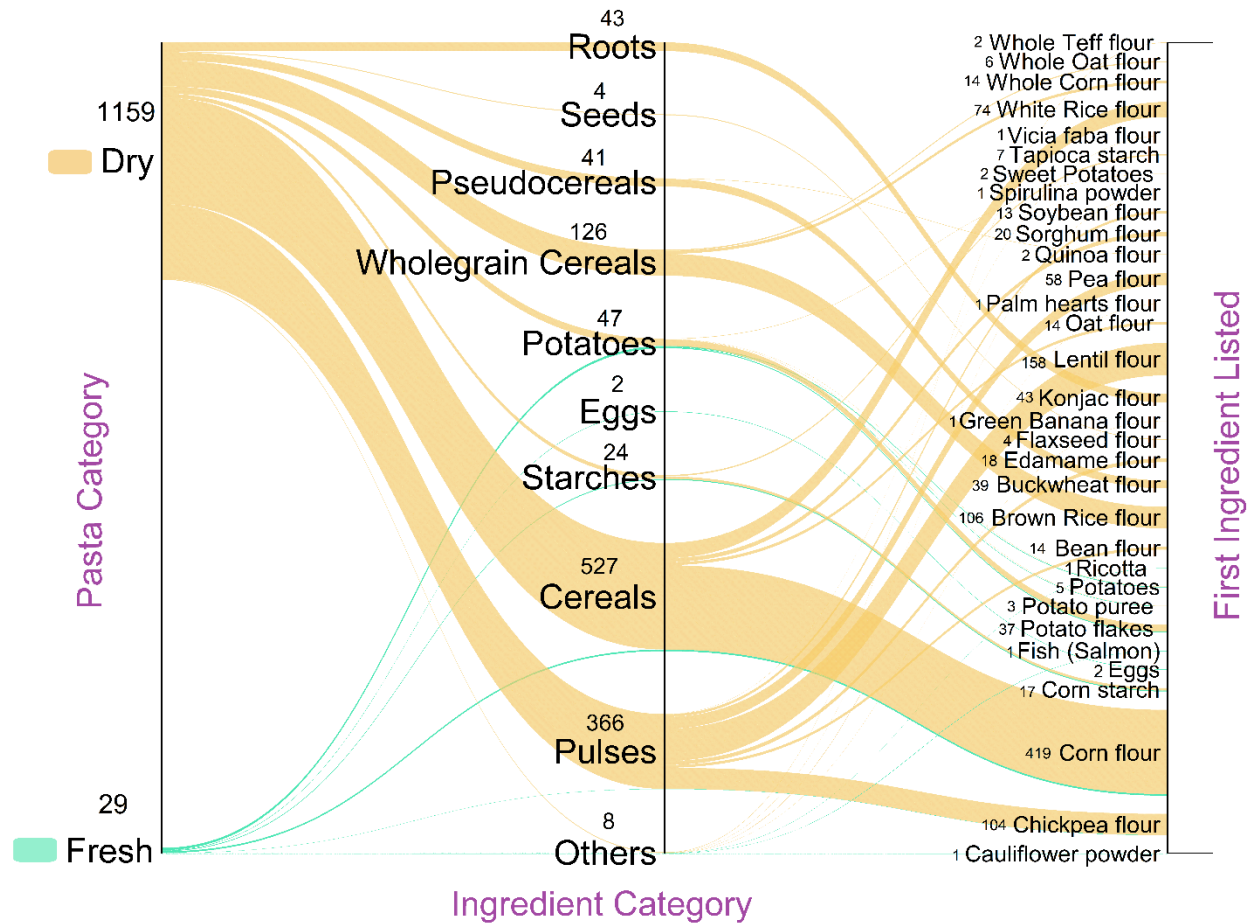 Pasta Category
1159
Dry
29
Fresh
43
Roots
4
Seeds
41
Pseudocereals
126
Wholegrain Cereals
47
Potatoes
2
Eggs
24
Starches
527
Cereals
366
Pulses
8
Others
Ingredient Category
2 Whole Teff flour
6 Whole Oat flour
14 Whole Corn flour
74 White Rice flour
1 Vicia faba flour
7 Tapioca starch
2 Sweet Potatoes
1 Spirulina powder
13 Soybean flour
20 Sorghum flour
2 Quinoa flour
58 Pea flour
1 Palm hearts flour
14 Oat flour
158 Lentil flour
43 Konjac flour
1 Green Banana flour
4 Flaxseed flour
18 Edamame flour
39 Buckwheat flour
106 Brown Rice flour
14 Bean flour
1 Ricotta
5 Potatoes
3 Potato puree
37 Potato flakes
1 Fish (Salmon)
2 Eggs
17 Corn starch
419 Corn flour
104 Chickpea flour
1 Cauliflower powder
First Ingredient Listed